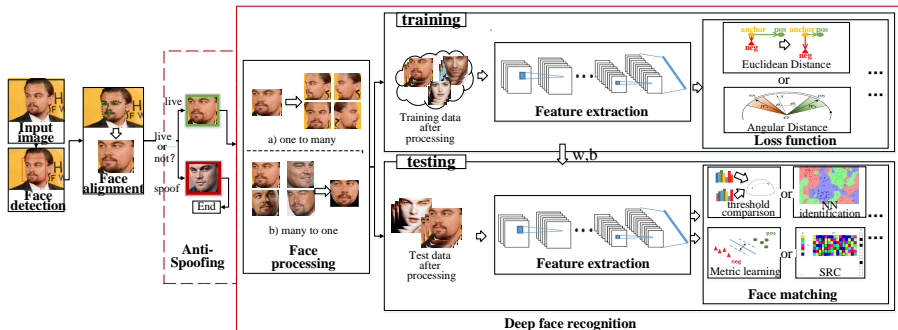 Input image
Face detection
Face alignment
live or not?
live
spoof
End
Anti-Spoofing
a) one to many
b) many to one
Face processing
training
Training data after processing
Feature extraction
anchor pos
neg
anchor pos
neg
Euclidean Distance
or
Angular Distance
Loss function
...
...
w,b
testing
Test data after processing
Feature extraction
threshold comparison
or
NN identification
...
pos
neg
Metric learning
or
SRC
...
Face matching
Deep face recognition